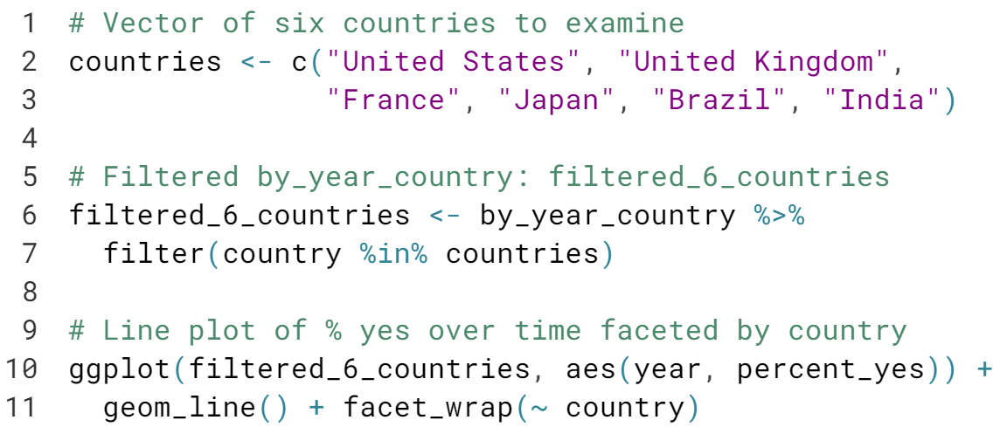 1 # Vector of six countries to examine
2 countries <- c("United States", "United Kingdom",
3                "France", "Japan", "Brazil", "India")
4
5 # Filtered by_year_country: filtered_6_countries
6 filtered_6_countries <- by_year_country %>%
7   filter(country %in% countries)
8
9 # Line plot of % yes over time faceted by country
10 ggplot(filtered_6_countries, aes(year, percent_yes)) +
11   geom_line() + facet_wrap(~ country)